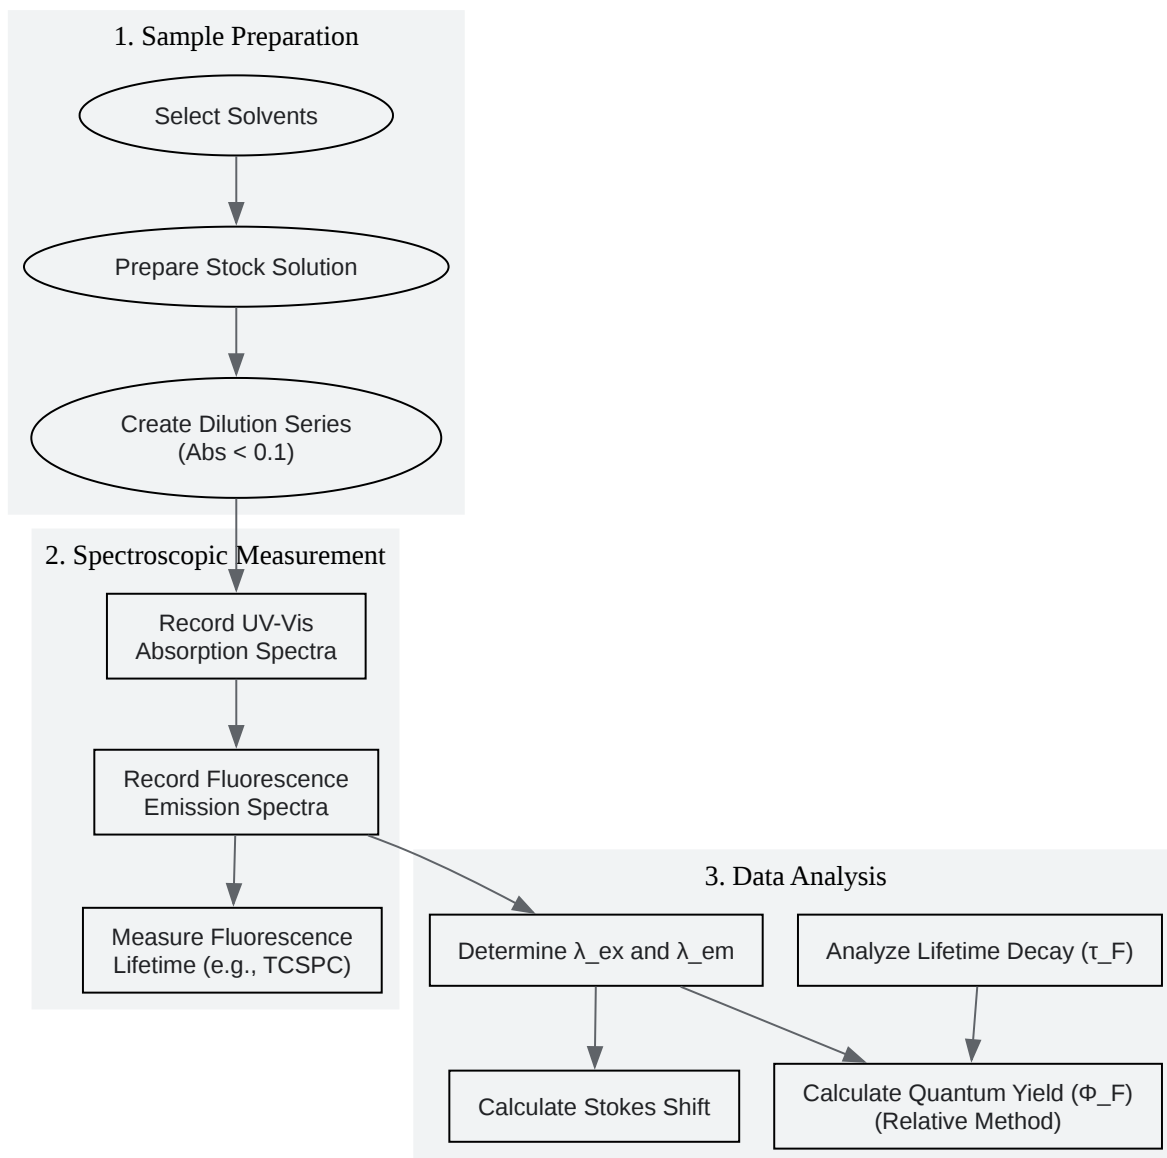 1. Sample Preparation
Select Solvents
Prepare Stock Solution
Create Dilution Series
(Abs < 0.1)
2. Spectroscopic Measurement
Record UV-Vis
Absorption Spectra
Record Fluorescence
Emission Spectra
Measure Fluorescence
Lifetime (e.g., TCSPC)
3. Data Analysis
Determine λ_ex and λ_em
Analyze Lifetime Decay (τ_F)
Calculate Stokes Shift
Calculate Quantum Yield (Φ_F)
(Relative Method)